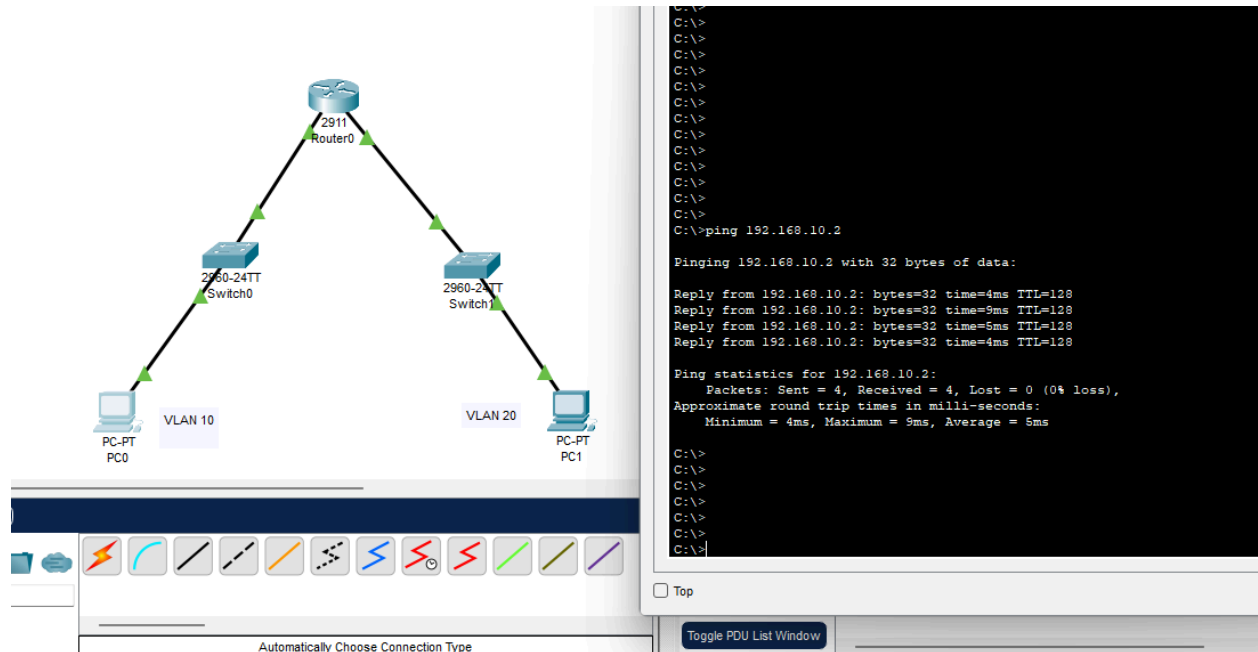 2911
Router0
2960-24TT
Switch0
2960-24TT
Switch1
VLAN 10
VLAN 20
PC-PT
PC0
PC-PT
PC1
C:\>
C:\>
C:\>
C:\>
C:\>
C:\>
C:\>
C:\>
C:\>
C:\>
C:\>
C:\>
C:\>
C:\>
C:\>ping 192.168.10.2
Pinging 192.168.10.2 with 32 bytes of data:
Reply from 192.168.10.2: bytes=32 time=4ms TTL=128
Reply from 192.168.10.2: bytes=32 time=9ms TTL=128
Reply from 192.168.10.2: bytes=32 time=5ms TTL=128
Reply from 192.168.10.2: bytes=32 time=4ms TTL=128
Ping statistics for 192.168.10.2:
Packets: Sent = 4, Received = 4, Lost = 0 (0% loss),
Approximate round trip times in milli-seconds:
Minimum = 4ms, Maximum = 9ms, Average = 5ms
C:\>
C:\>
C:\>
C:\>
C:\>
C:\>
C:\>
Top
Toggle PDU List Window
Automatically Choose Connection Type